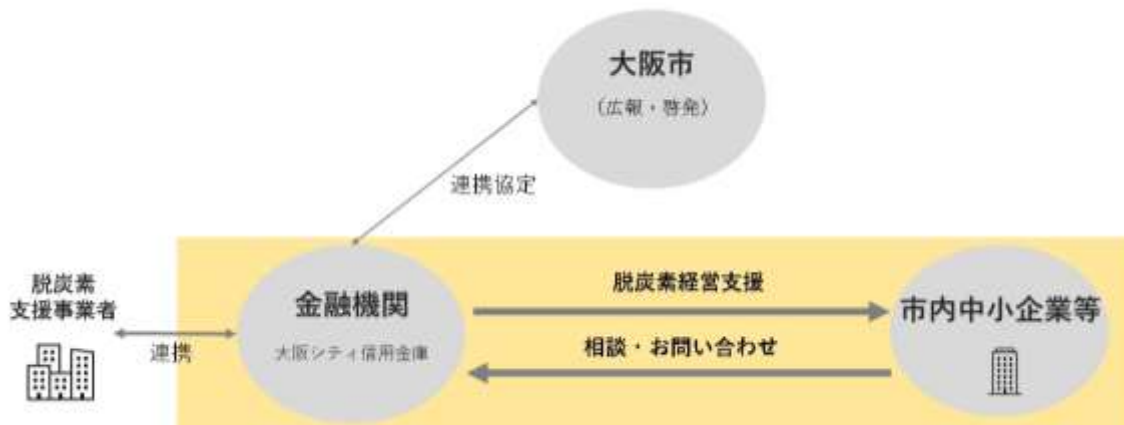 大阪市
（広報・啓発）
連携協定
脱炭素
支援事業者
連携
金融機関
大阪シティ信用金庫
脱炭素経営支援
相談・お問い合わせ
市内中小企業等